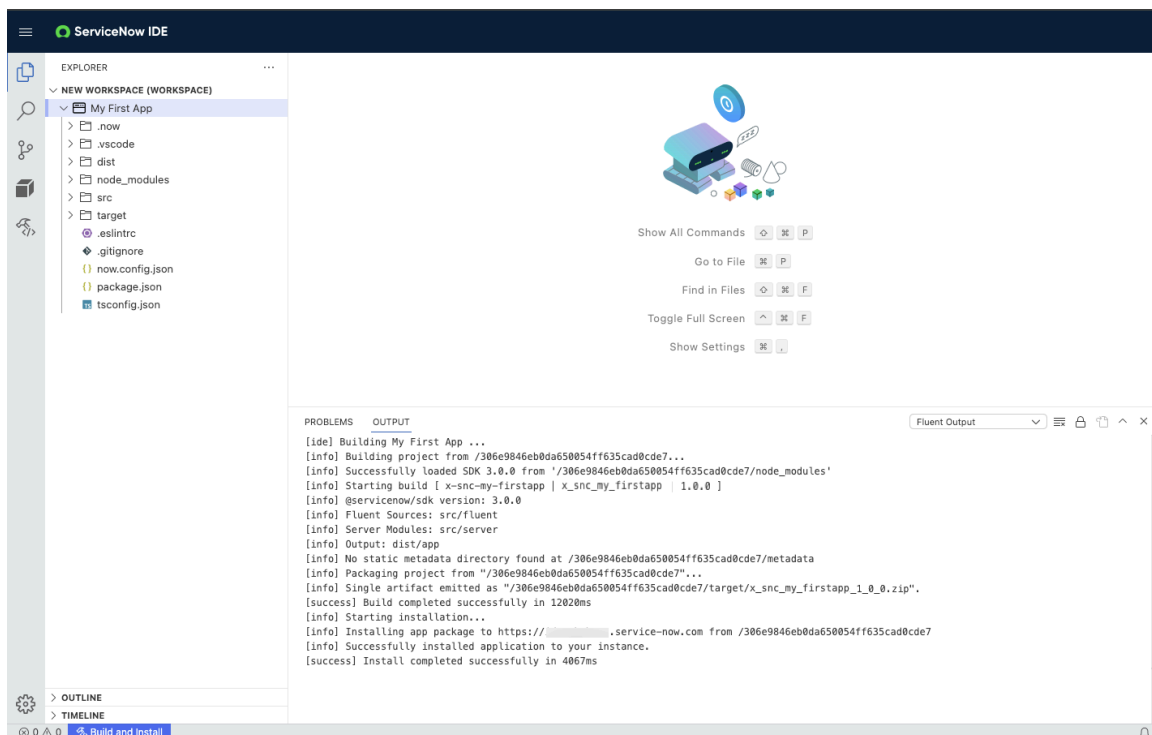 ServiceNow IDE
EXPLORER
NEW WORKSPACE (WORKSPACE)
My First App
.now
.vscode
dist
node_modules
src
target
.eslintrc
.gitignore
{} now.config.json
{} package.json
TS tsconfig.json
OUTLINE
TIMELINE
zzz
Show All Commands ⇧ ⌘ P
Go to File ⌘ P
Find in Files ⇧ ⌘ F
Toggle Full Screen ^ ⌘ F
Show Settings ⌘ ,
PROBLEMS OUTPUT Fluent Output
[ide] Building My First App ...
[info] Building project from /306e9846eb0da650054ff635cad0cde7...
[info] Successfully loaded SDK 3.0.0 from '/306e9846eb0da650054ff635cad0cde7/node_modules'
[info] Starting build [ x-snc-my-firstapp | x_snc_my_firstapp | 1.0.0 ]
[info] @servicenow/sdk version: 3.0.0
[info] Fluent Sources: src/fluent
[info] Server Modules: src/server
[info] Output: dist/app
[info] No static metadata directory found at /306e9846eb0da650054ff635cad0cde7/metadata
[info] Packaging project from "/306e9846eb0da650054ff635cad0cde7"...
[info] Single artifact emitted as "/306e9846eb0da650054ff635cad0cde7/target/x_snc_my_firstapp_1_0_0.zip".
[success] Build completed successfully in 12020ms
[info] Starting installation...
[info] Installing app package to https:// .service-now.com from /306e9846eb0da650054ff635cad0cde7
[info] Successfully installed application to your instance.
[success] Install completed successfully in 4067ms
0 0 Build and Install